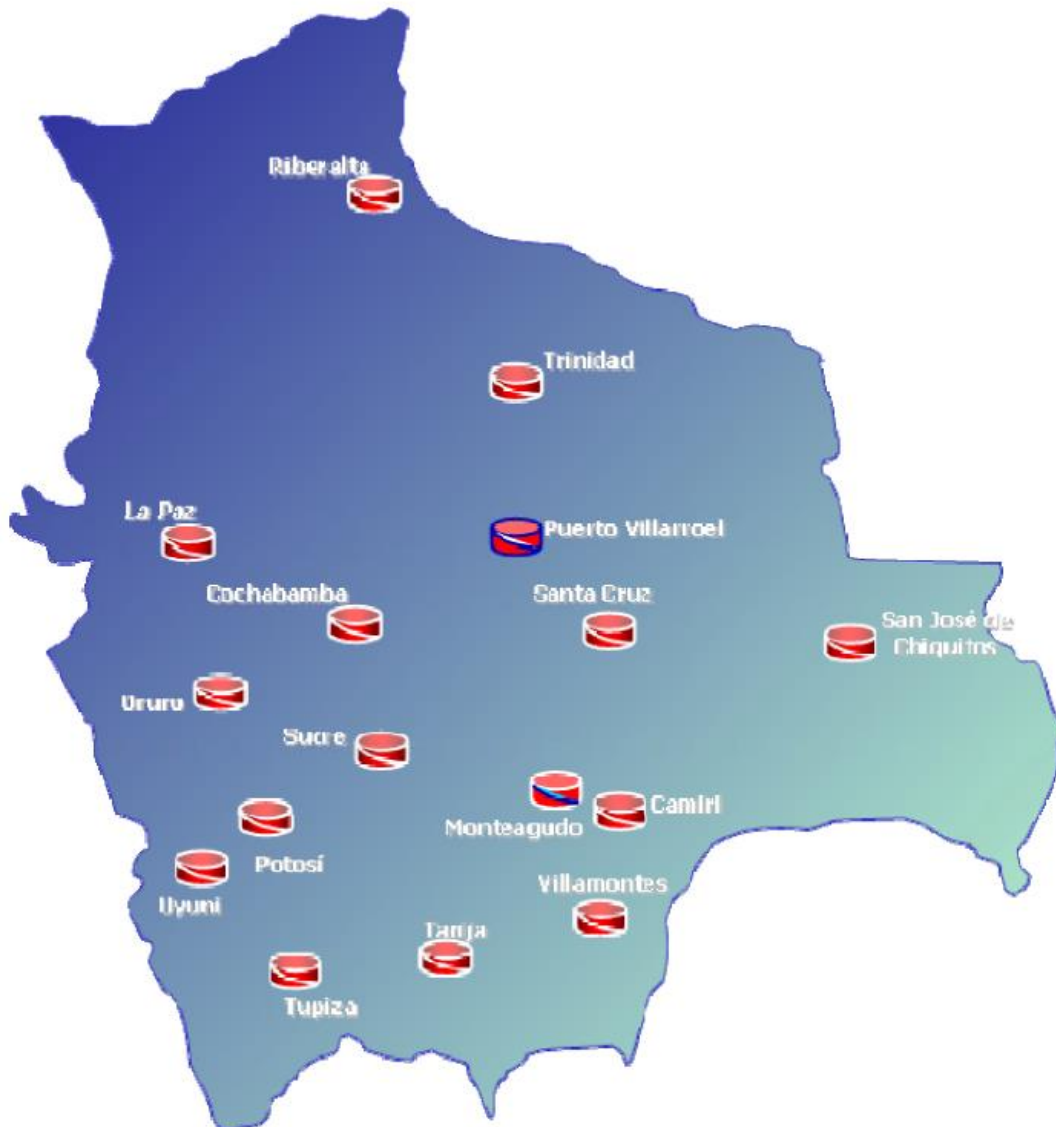 Riberalta
Trinidad
La Paz
Puerto Villarroel
Cochabamba
Santa Cruz
San José de
Chiquitos
Oruro
Sucre
Monteagudo
Camiri
Potosí
Villamontes
Uyuni
Tarija
Tupiza